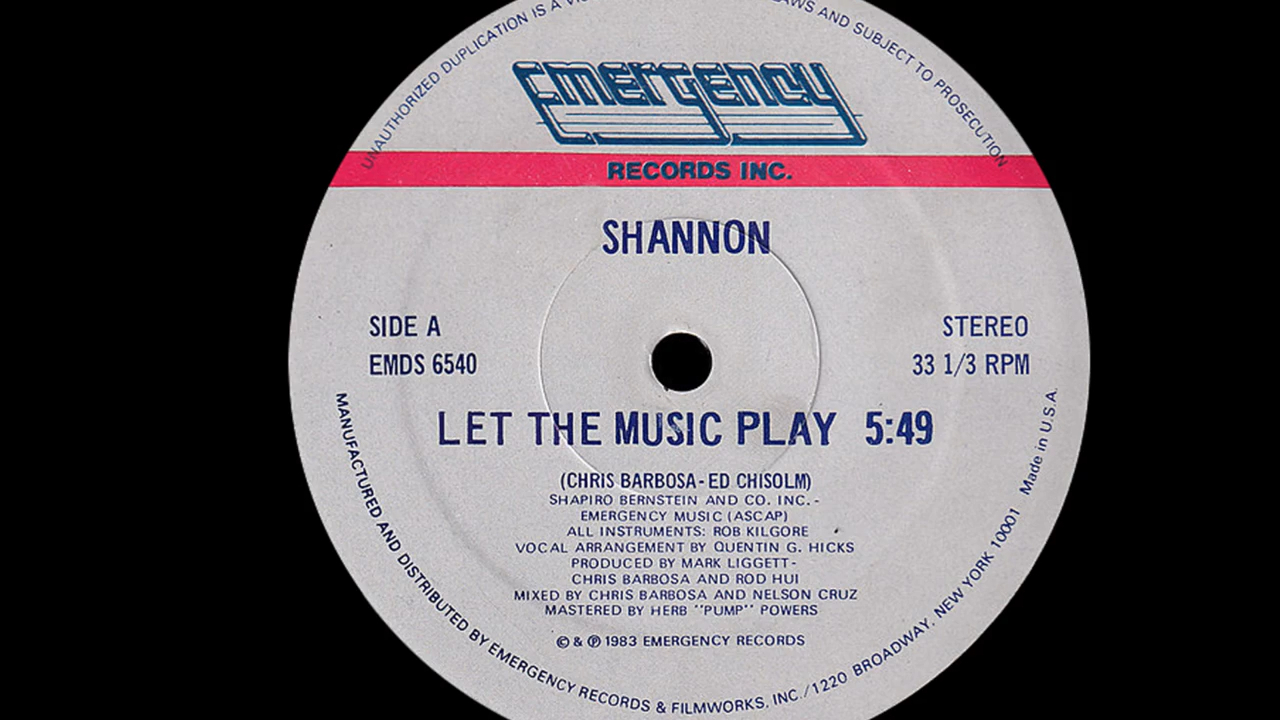 UNAUTHORIZED DUPLICATION IS A
LAWS AND SUBJECT TO PROSECUTION
emergency
RECORDS INC.
SHANNON
SIDE A
STEREO
EMDS 6540
33 1/3 RPM
LET THE MUSIC PLAY 5:49
(CHRIS BARBOSA-ED CHISOLM)
SHAPIRO BERNSTEIN AND CO. INC.-
EMERGENCY MUSIC (ASCAP)
ALL INSTRUMENTS: ROB KILGORE
VOCAL ARRANGEMENT BY QUENTIN G. HICKS
PRODUCED BY MARK LIGGETT-
CHRIS BARBOSA AND ROD HUI
MIXED BY CHRIS BARBOSA AND NELSON CRUZ
MASTERED BY HERB "PUMP" POWERS
© & ℗ 1983 EMERGENCY RECORDS
MANUFACTURED AND DISTRIBUTED BY EMERGENCY RECORDS & FILMWORKS, INC./1220 BROADWAY, NEW YORK 10001 Made in U.S.A.